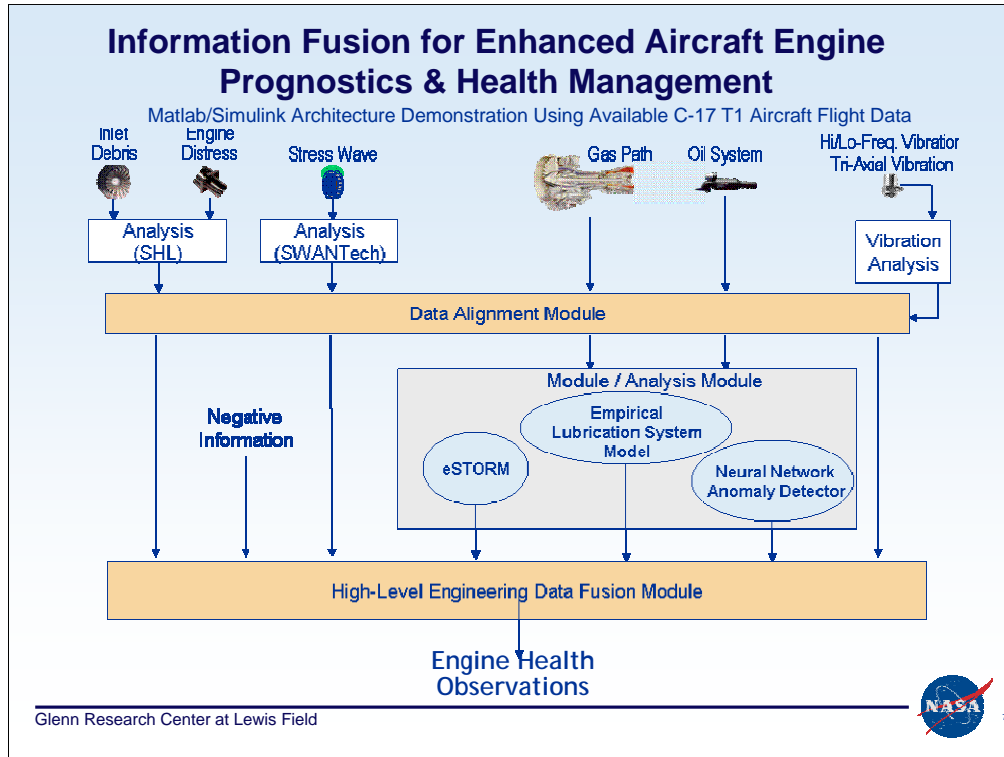 Information Fusion for Enhanced Aircraft Engine
Prognostics & Health Management
Matlab/Simulink Architecture Demonstration Using Available C-17 T1 Aircraft Flight Data
Inlet
Debris
Engine
Distress
Stress Wave
Gas Path
Oil System
Hi/Lo-Freq. Vibration
Tri-Axial Vibration
Analysis
(SHL)
Analysis
(SWANTech)
Vibration
Analysis
Data Alignment Module
Module / Analysis Module
Negative
Information
Empirical
Lubrication System
Model
eSTORM
Neural Network
Anomaly Detector
High-Level Engineering Data Fusion Module
Engine Health
Observations
Glenn Research Center at Lewis Field
NASA